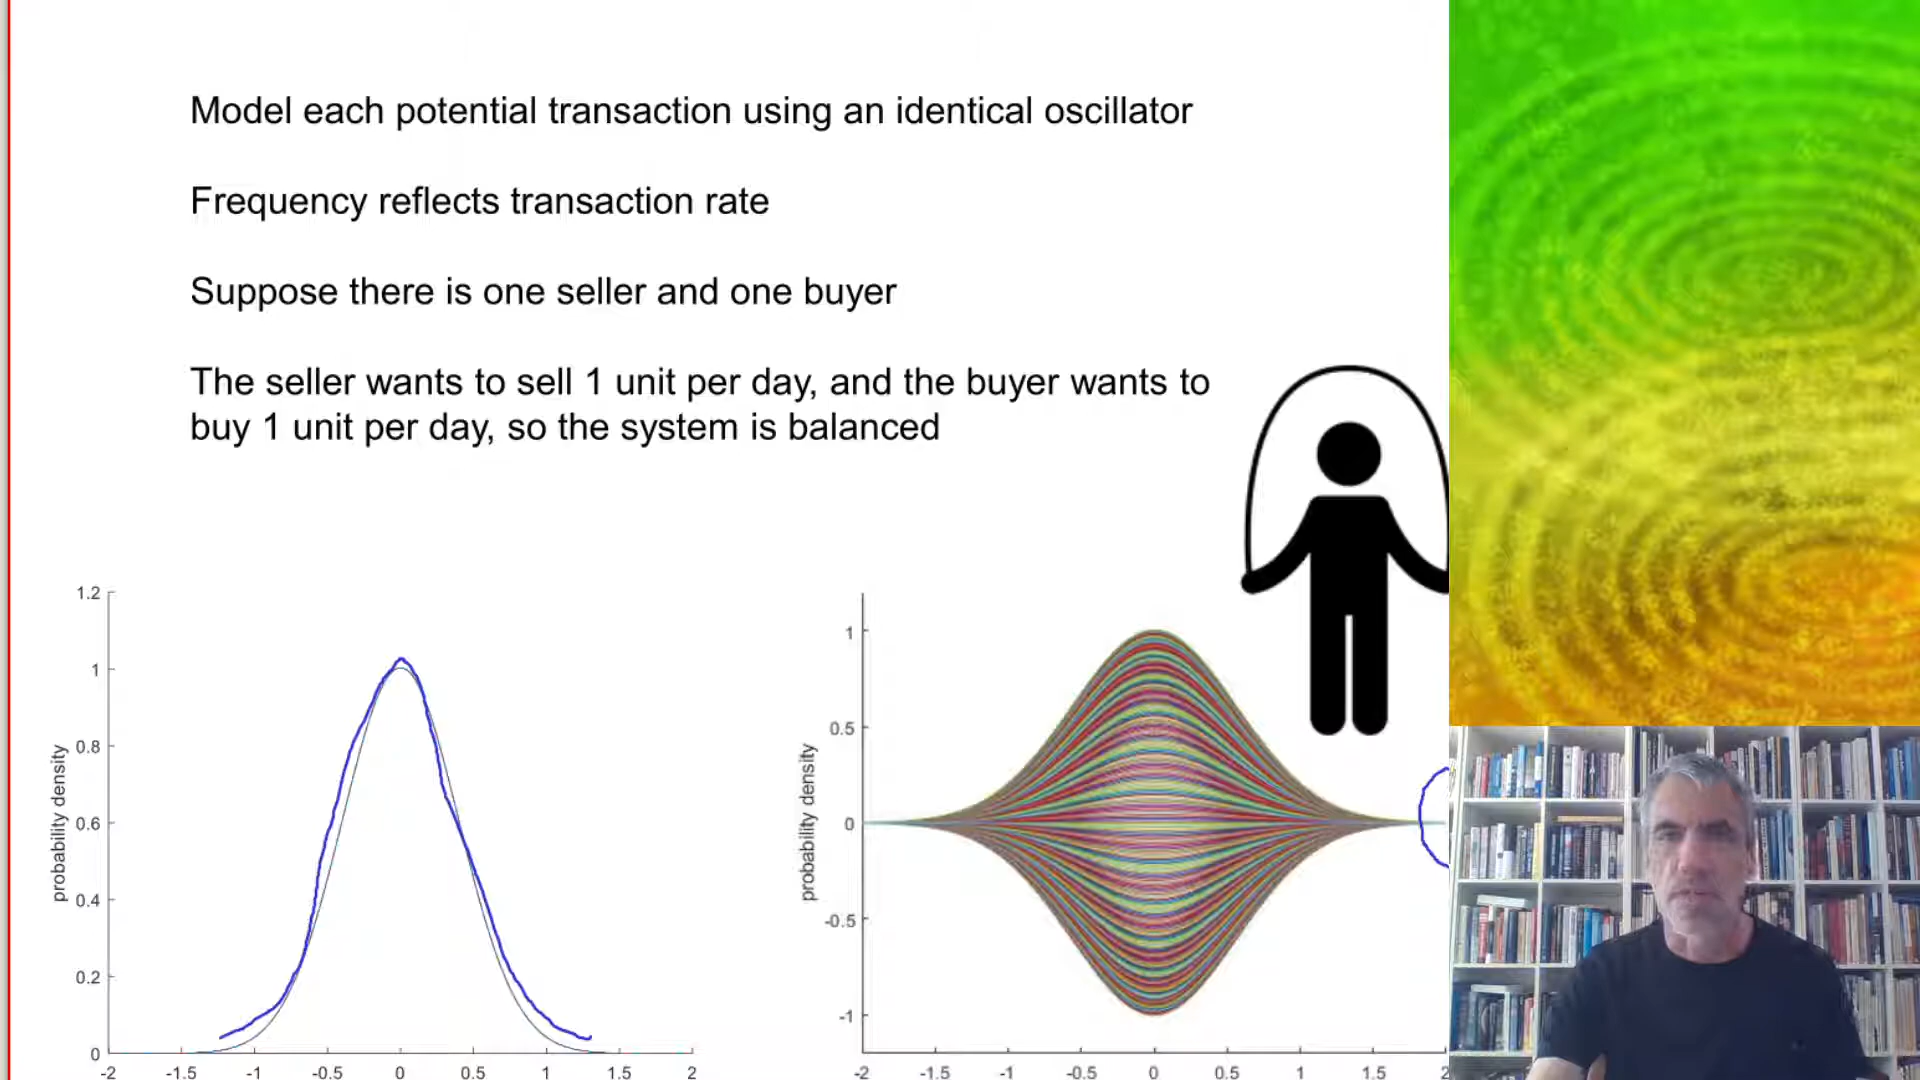 Model each potential transaction using an identical oscillator
Frequency reflects transaction rate
Suppose there is one seller and one buyer
The seller wants to sell 1 unit per day, and the buyer wants to
buy 1 unit per day, so the system is balanced
probability density
1.2
1
0.8
0.6
0.4
0.2
0
-2 -1.5 -1 -0.5 0 0.5 1 1.5 2
probability density
1
0.5
0
-0.5
-1
-2 -1.5 -1 -0.5 0 0.5 1 1.5 2